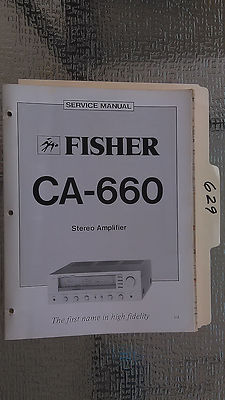 SERVICE MANUAL
FISHER
CA-660
Stereo Amplifier
The first name in high fidelity
629